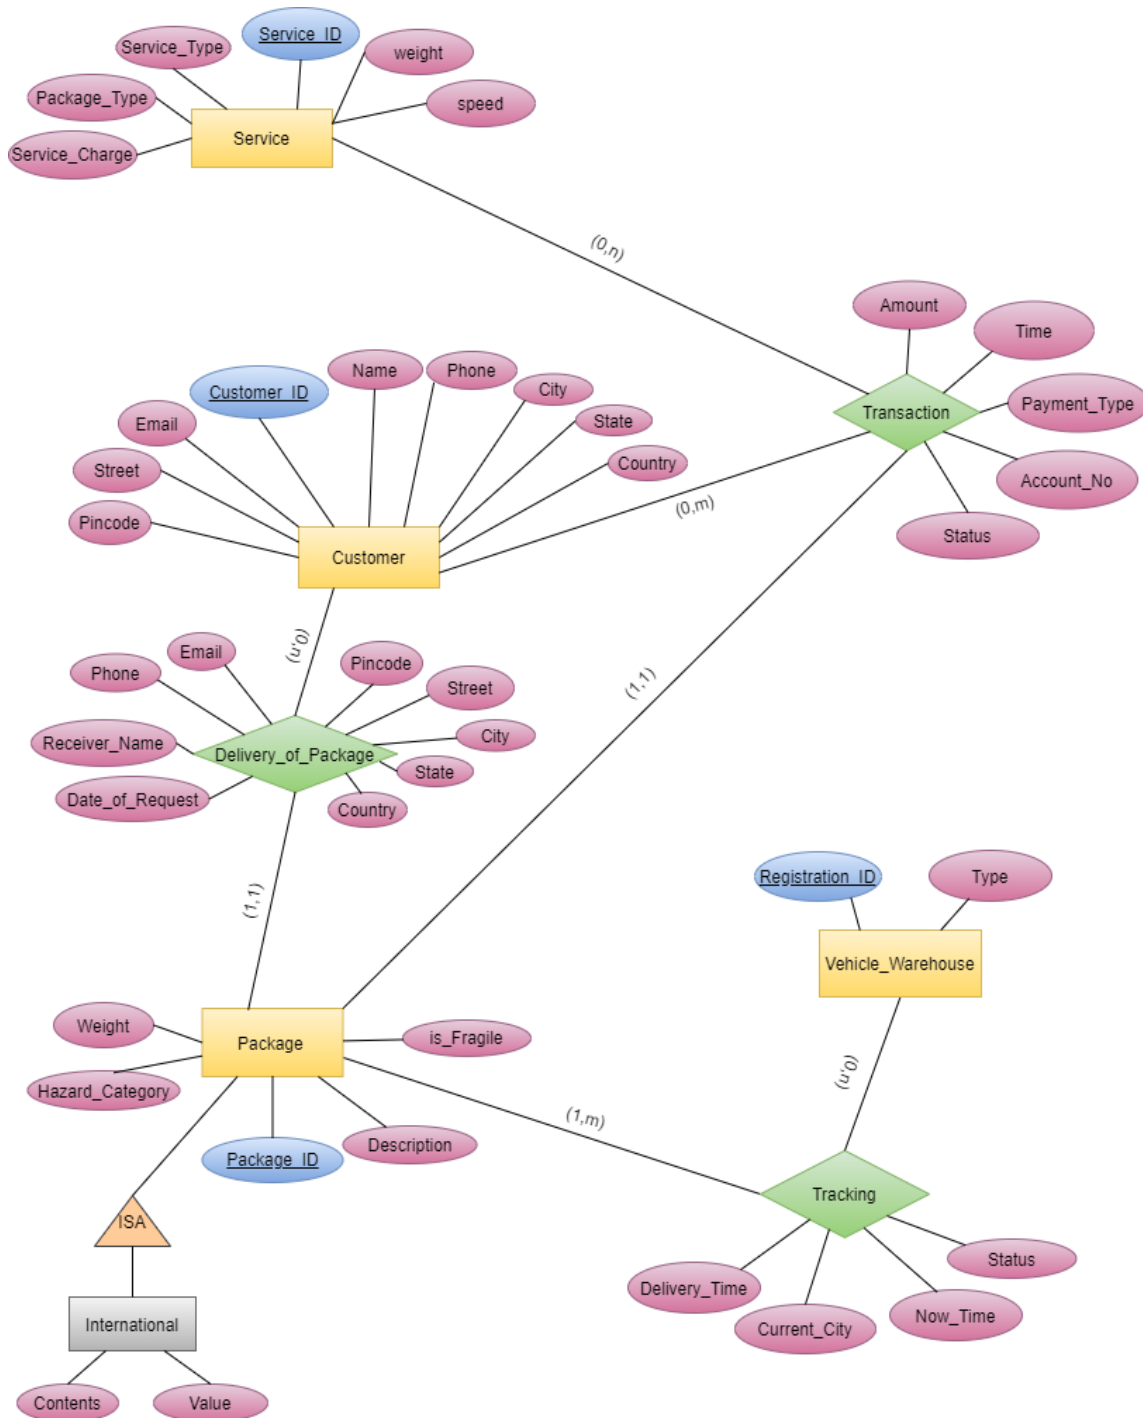 Service_ID
Service_Type
weight
Package_Type
speed
Service_Charge
Service
(0,n)
Amount
Time
Name
Phone
City
Customer_ID
Payment_Type
Transaction
Email
State
Street
Country
Account_No
(0,m)
Pincode
Status
Customer
(0,n)
Email
Pincode
Phone
Street
(1,1)
City
Receiver_Name
Delivery_of_Package
State
Date_of_Request
Country
(1,1)
Registration_ID
Type
Vehicle_Warehouse
Weight
is_Fragile
Package
(0,n)
Hazard_Category
(1,m)
Description
Package_ID
Tracking
ISA
Status
Delivery_Time
Now_Time
International
Current_City
Contents
Value